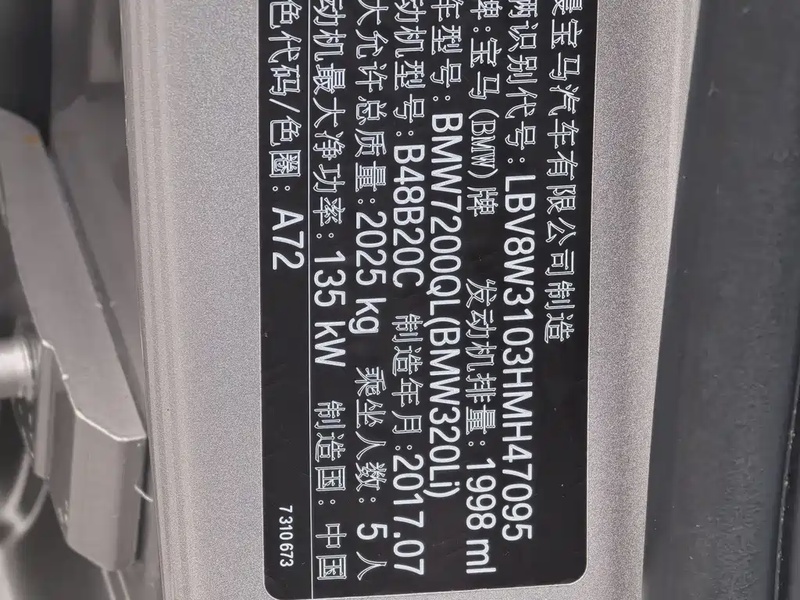 宝马汽车有限公司制造
辆识别代号:LBV8W3103HMH47095
牌:宝马(BMW)牌 发动机排量:1998 ml
车型号:BMW7200QL(BMW320Li)
动机型号:B48B20C 制造年月:2017.07
大允许总质量:2025 kg 乘坐人数:5人
动机最大净功率:135 kW 制造国:中国
色代码/色圈:A72 7 310 673